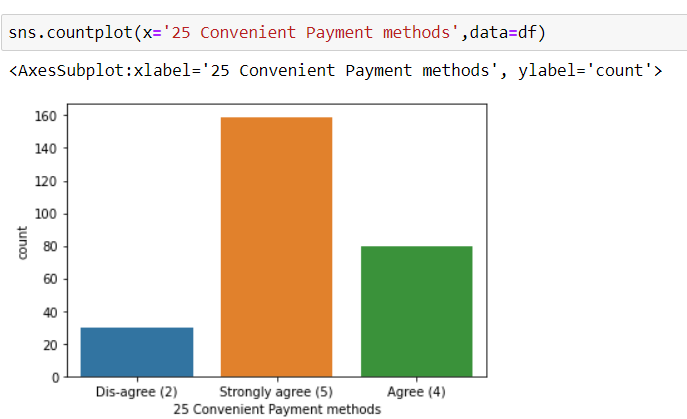 sns.countplot(x='25 Convenient Payment methods',data=df)
<AxesSubplot:xlabel='25 Convenient Payment methods', ylabel='count'>
160
140
120
100
80
60
40
20
0
count
Dis-agree (2) Strongly agree (5) Agree (4)
25 Convenient Payment methods